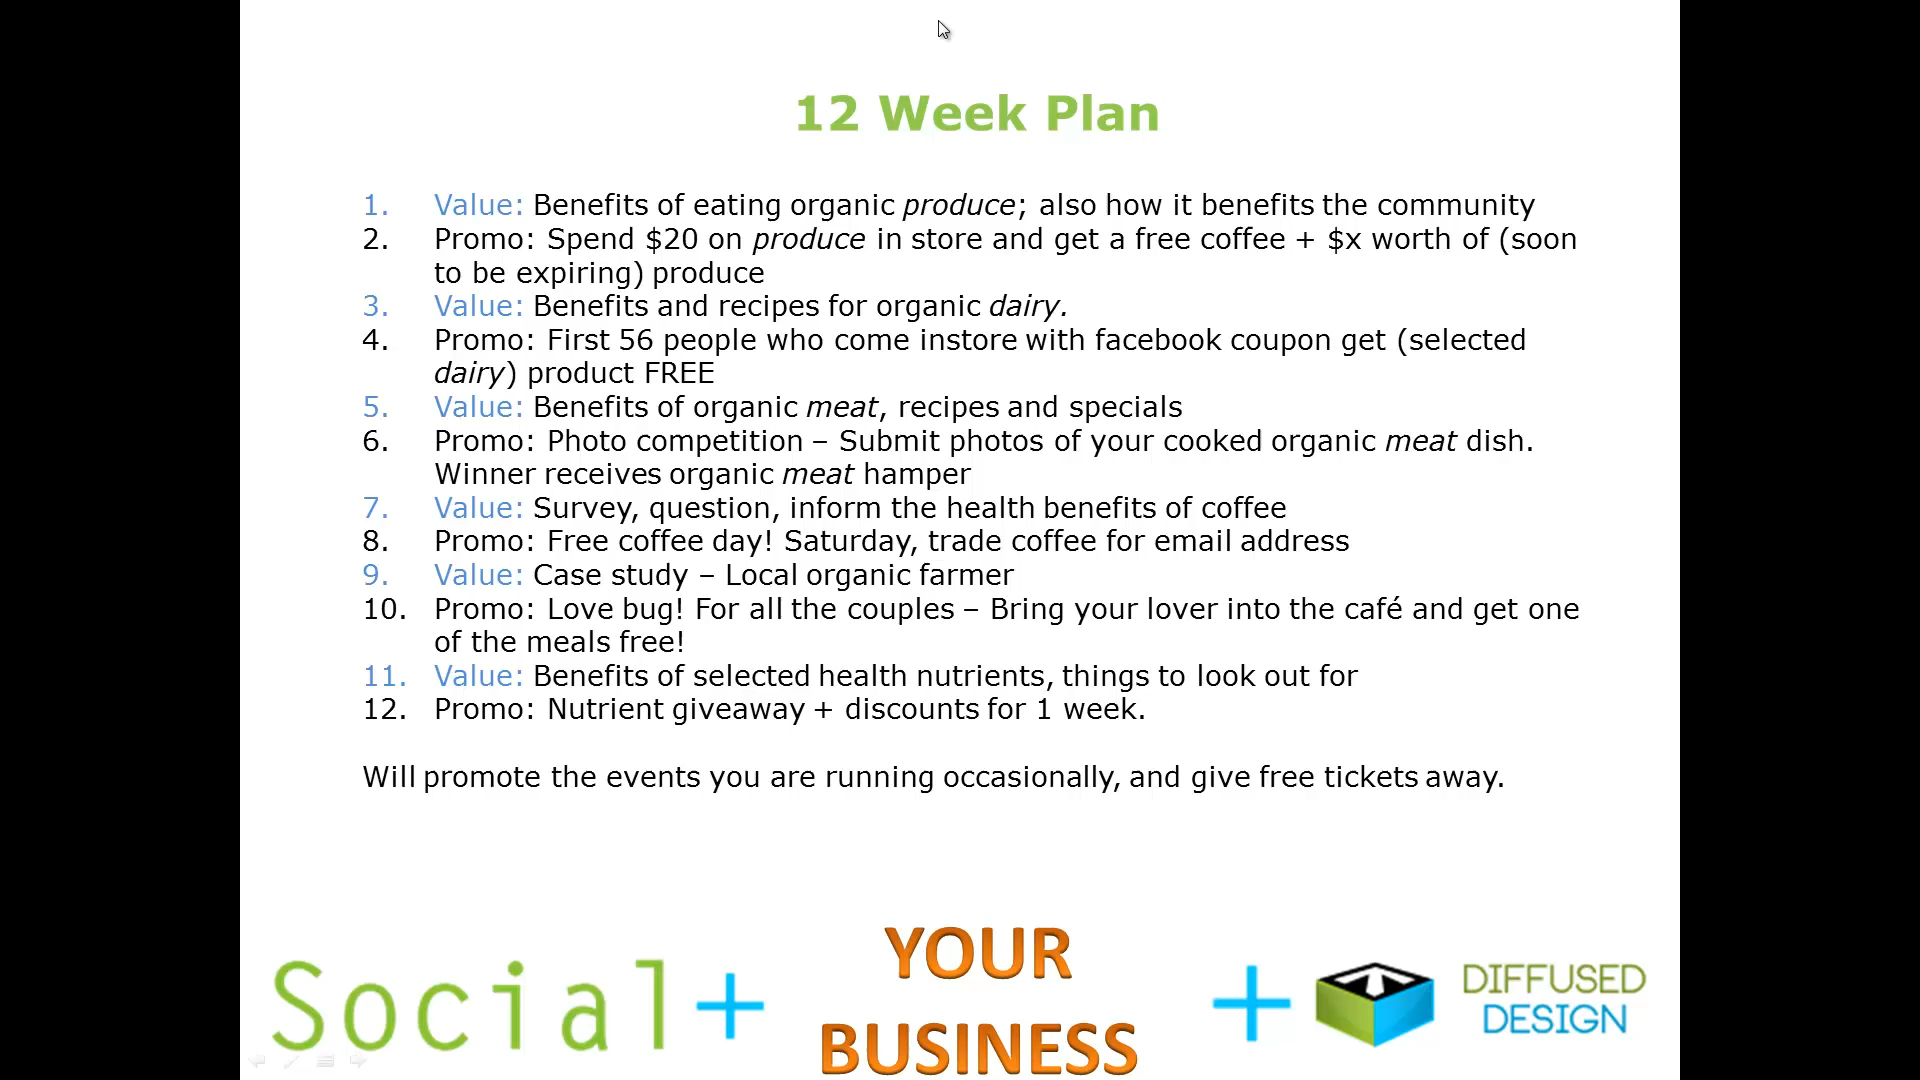 12 Week Plan
1. Value: Benefits of eating organic produce; also how it benefits the community
2. Promo: Spend $20 on produce in store and get a free coffee + $x worth of (soon
to be expiring) produce
3. Value: Benefits and recipes for organic dairy.
4. Promo: First 56 people who come instore with facebook coupon get (selected
dairy) product FREE
5. Value: Benefits of organic meat, recipes and specials
6. Promo: Photo competition – Submit photos of your cooked organic meat dish.
Winner receives organic meat hamper
7. Value: Survey, question, inform the health benefits of coffee
8. Promo: Free coffee day! Saturday, trade coffee for email address
9. Value: Case study – Local organic farmer
10. Promo: Love bug! For all the couples – Bring your lover into the café and get one
of the meals free!
11. Value: Benefits of selected health nutrients, things to look out for
12. Promo: Nutrient giveaway + discounts for 1 week.
Will promote the events you are running occasionally, and give free tickets away.
Social+
YOUR
BUSINESS
+
DIFFUSED
DESIGN